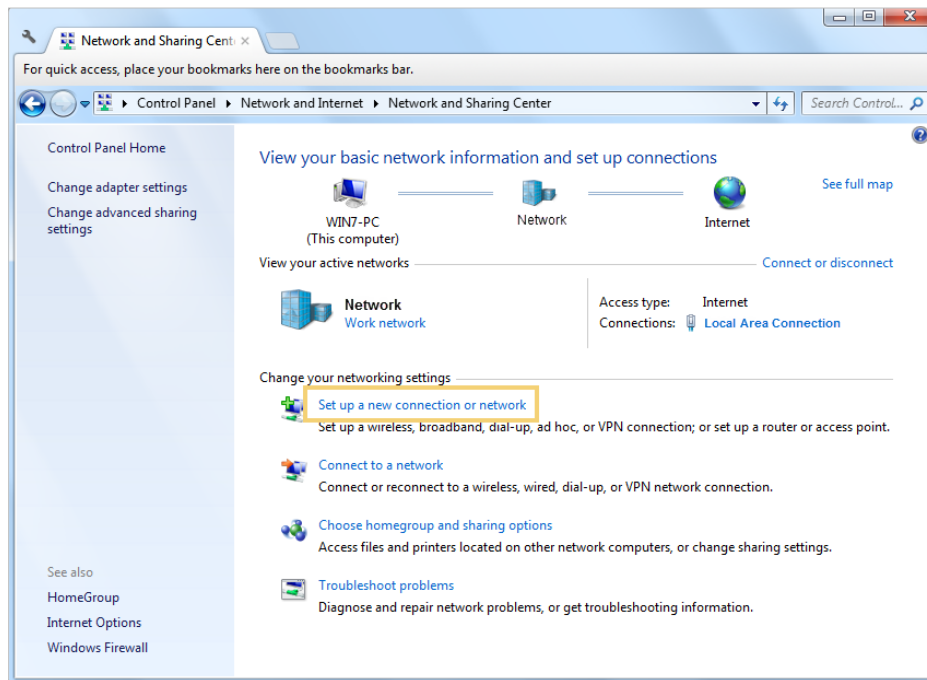 Network and Sharing Cent
For quick access, place your bookmarks here on the bookmarks bar.
Control Panel Network and Internet Network and Sharing Center
Search Control...
Control Panel Home
Change adapter settings
Change advanced sharing
settings
See also
HomeGroup
Internet Options
Windows Firewall
View your basic network information and set up connections
See full map
WIN7-PC
(This computer)
Network
Internet
View your active networks
Connect or disconnect
Network
Work network
Access type: Internet
Connections: Local Area Connection
Change your networking settings
Set up a new connection or network
Set up a wireless, broadband, dial-up, ad hoc, or VPN connection; or set up a router or access point.
Connect to a network
Connect or reconnect to a wireless, wired, dial-up, or VPN network connection.
Choose homegroup and sharing options
Access files and printers located on other network computers, or change sharing settings.
Troubleshoot problems
Diagnose and repair network problems, or get troubleshooting information.